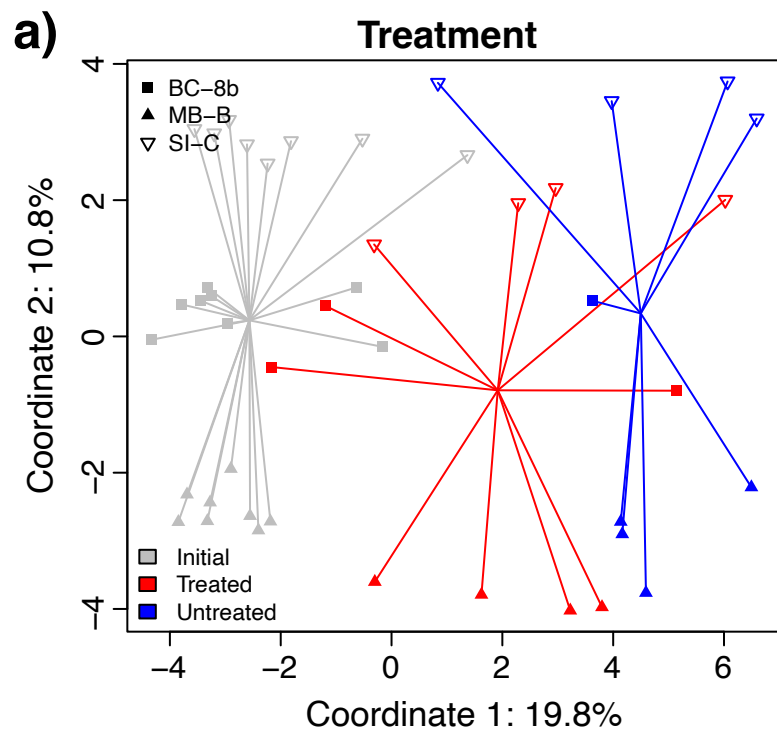 a)
Treatment
BC−8b
MB−B
SI−C
Initial
Treated
Untreated
Coordinate 2: 10.8%
4
2
0
−2
−4
−4 −2 0 2 4 6
Coordinate 1: 19.8%